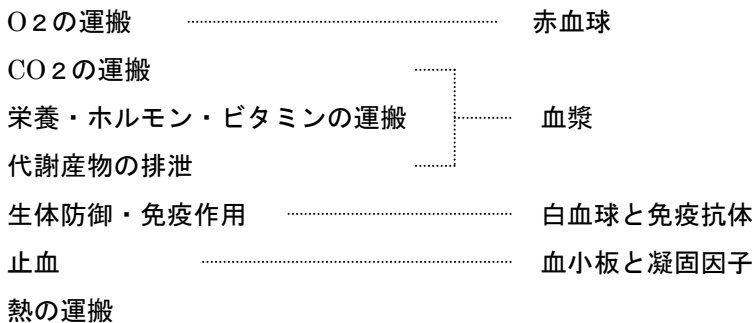 O２の運搬 赤血球
CO２の運搬
栄養・ホルモン・ビタミンの運搬 血漿
代謝産物の排泄
生体防御・免疫作用 白血球と免疫抗体
止血 血小板と凝固因子
熱の運搬